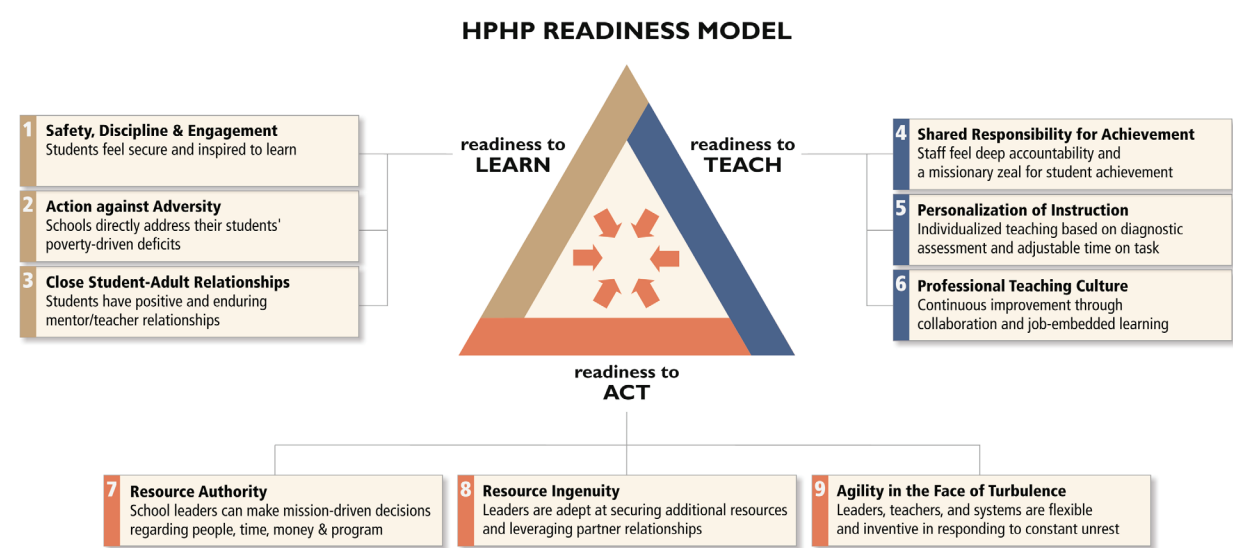 HPHP READINESS MODEL
readiness to
LEARN
1
Safety, Discipline & Engagement
Students feel secure and inspired to learn
2
Action against Adversity
Schools directly address their students'
poverty-driven deficits
3
Close Student-Adult Relationships
Students have positive and enduring
mentor/teacher relationships
readiness to
TEACH
4
Shared Responsibility for Achievement
Staff feel deep accountability and
a missionary zeal for student achievement
5
Personalization of Instruction
Individualized teaching based on diagnostic
assessment and adjustable time on task
6
Professional Teaching Culture
Continuous improvement through
collaboration and job-embedded learning
readiness to
ACT
7
Resource Authority
School leaders can make mission-driven decisions
regarding people, time, money & program
8
Resource Ingenuity
Leaders are adept at securing additional resources
and leveraging partner relationships
9
Agility in the Face of Turbulence
Leaders, teachers, and systems are flexible
and inventive in responding to constant unrest